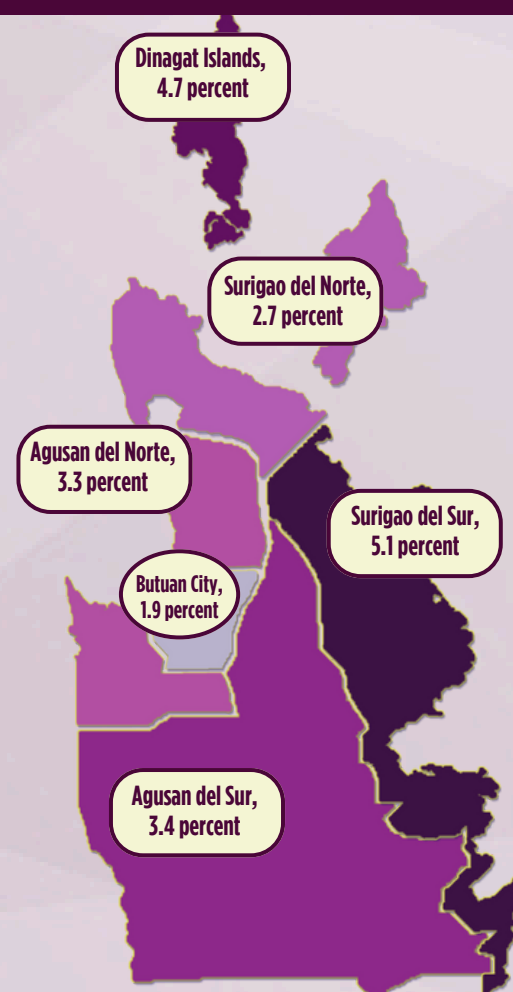 Dinagat Islands,
4.7 percent
Surigao del Norte,
2.7 percent
Agusan del Norte,
3.3 percent
Surigao del Sur,
5.1 percent
Butuan City,
1.9 percent
Agusan del Sur,
3.4 percent